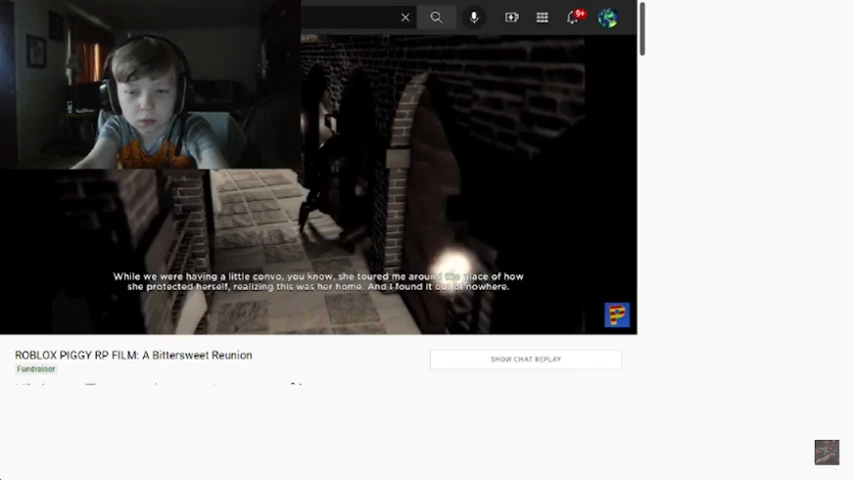 9+
While we were having a little convo, you know, she toured me around the place of how
she protected herself, realizing this was her home. And I found it out of nowhere.
P
ROBLOX PIGGY RP FILM: A Bittersweet Reunion
SHOW CHAT REPLAY
Fundraiser